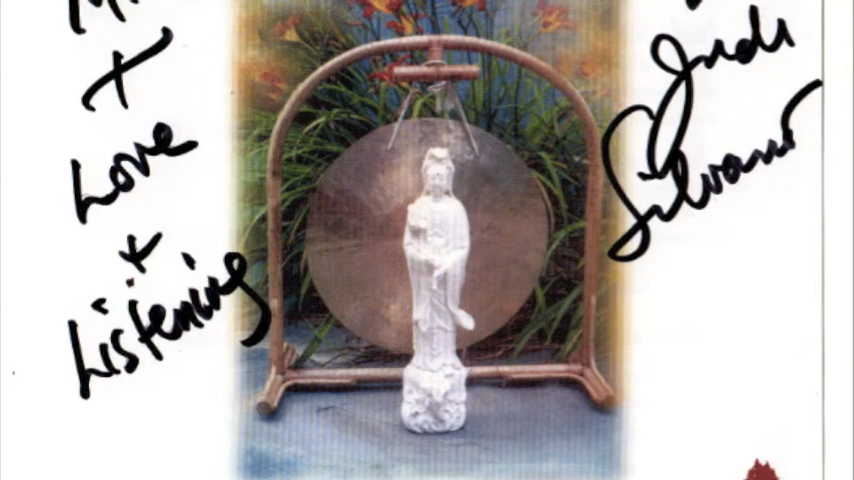 +
Love
+
Listening
Judi
Silvano